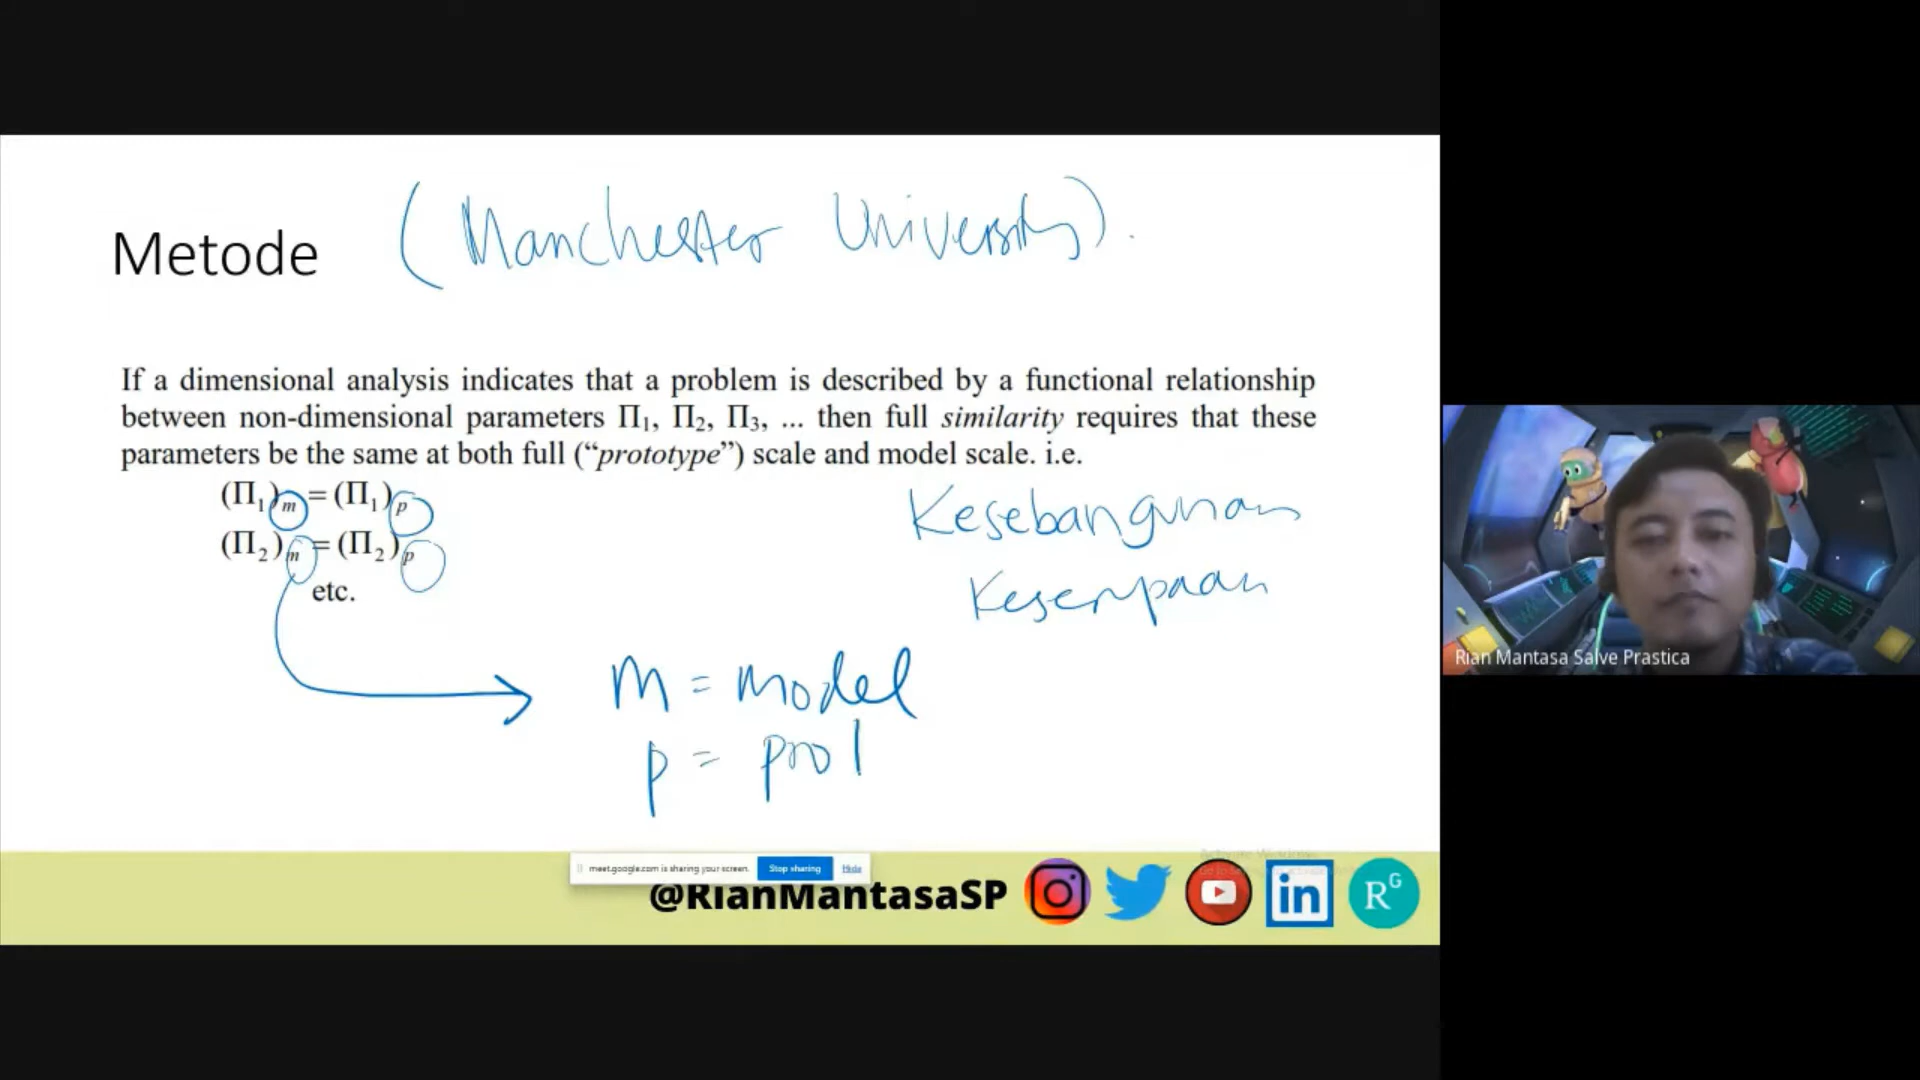 Metode (Manchester University).
If a dimensional analysis indicates that a problem is described by a functional relationship
between non-dimensional parameters Π₁, Π₂, Π₃, ... then full similarity requires that these
parameters be the same at both full (“prototype”) scale and model scale. i.e.
(Π₁)m = (Π₁)p
(Π₂)m = (Π₂)p
etc.
Kesebangunan
Keserupaan
m = model
p = prol
meet.google.com is sharing your screen. Stop sharing Hide
@RianMantasaSP
in
R^G
Rian Mantasa Salve Prastica